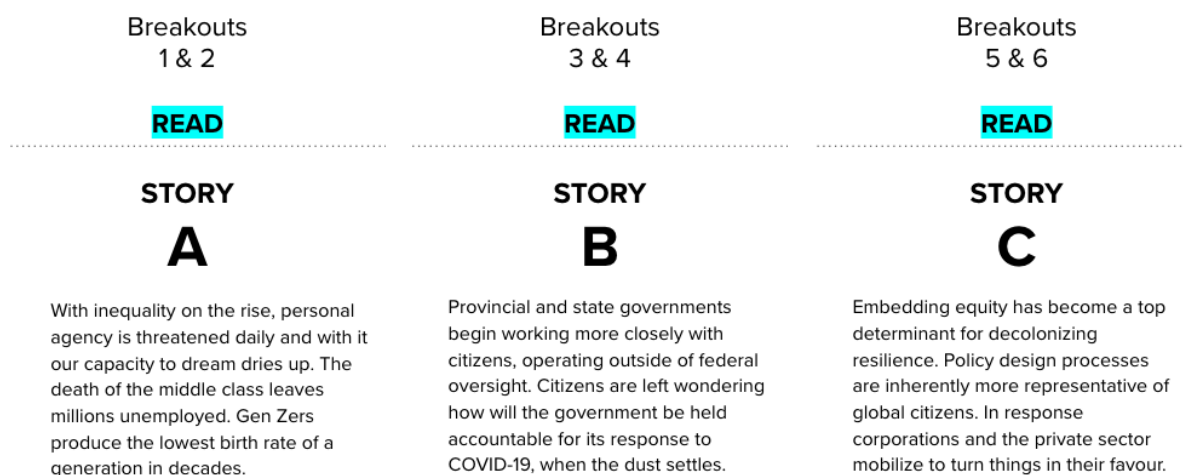 Breakouts
1 & 2
READ
STORY
A
With inequality on the rise, personal
agency is threatened daily and with it
our capacity to dream dries up. The
death of the middle class leaves
millions unemployed. Gen Zers
produce the lowest birth rate of a
generation in decades.
Breakouts
3 & 4
READ
STORY
B
Provincial and state governments
begin working more closely with
citizens, operating outside of federal
oversight. Citizens are left wondering
how will the government be held
accountable for its response to
COVID-19, when the dust settles.
Breakouts
5 & 6
READ
STORY
C
Embedding equity has become a top
determinant for decolonizing
resilience. Policy design processes
are inherently more representative of
global citizens. In response
corporations and the private sector
mobilize to turn things in their favour.